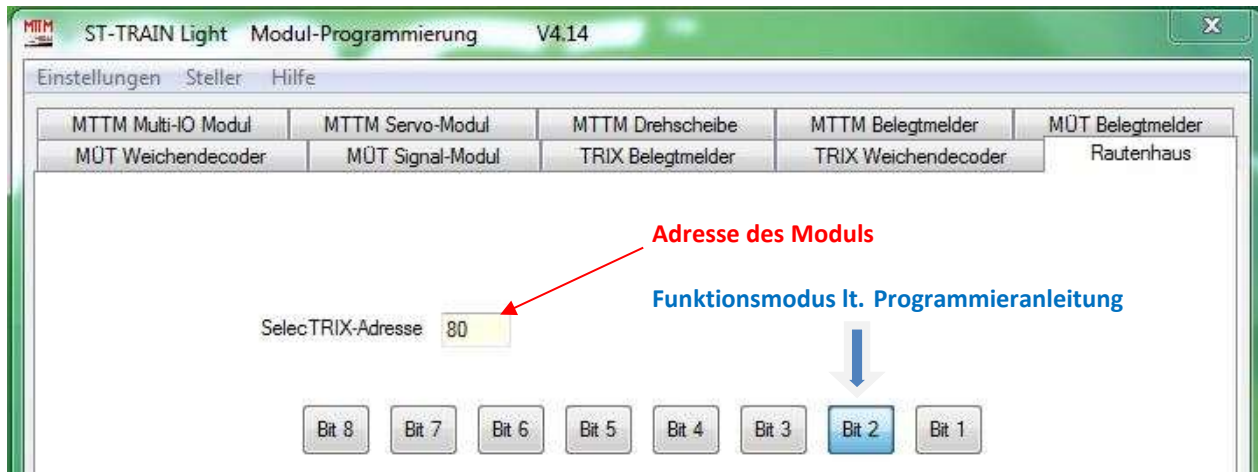 MTTM ST-TRAIN Light Modul-Programmierung V4.14
Einstellungen Steller Hilfe
MTTM Multi-IO Modul MTTM Servo-Modul MTTM Drehscheibe MTTM Belegtmelder MÜT Belegtmelder
MÜT Weichendecoder MÜT Signal-Modul TRIX Belegtmelder TRIX Weichendecoder Rautenhaus
Adresse des Moduls
Funktionsmodus lt. Programmieranleitung
SelecTRIX-Adresse 80
Bit 8 Bit 7 Bit 6 Bit 5 Bit 4 Bit 3 Bit 2 Bit 1